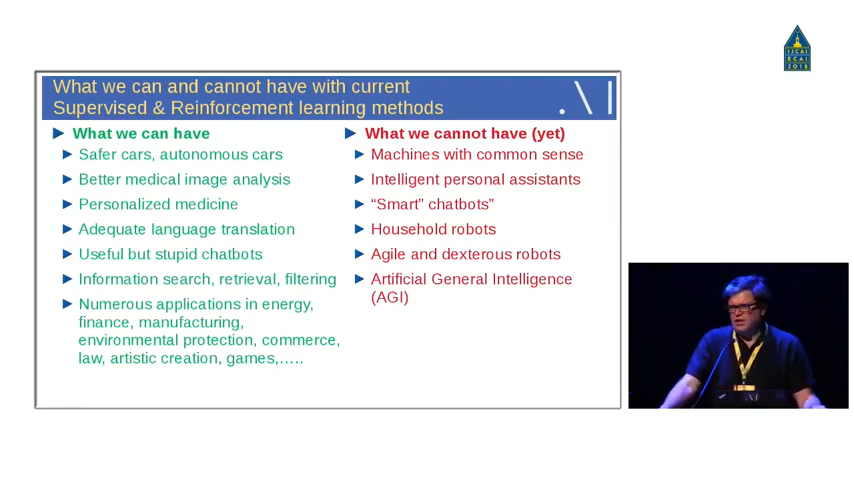 IJCAI
ECAI
2018
What we can and cannot have with current
Supervised & Reinforcement learning methods
What we can have
Safer cars, autonomous cars
Better medical image analysis
Personalized medicine
Adequate language translation
Useful but stupid chatbots
Information search, retrieval, filtering
Numerous applications in energy,
finance, manufacturing,
environmental protection, commerce,
law, artistic creation, games,…..
What we cannot have (yet)
Machines with common sense
Intelligent personal assistants
“Smart” chatbots”
Household robots
Agile and dexterous robots
Artificial General Intelligence
(AGI)